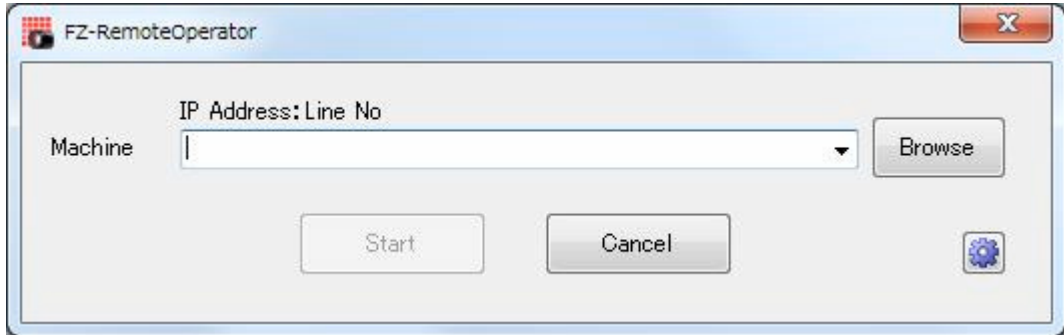 FZ-RemoteOperator
IP Address:Line No
Machine
Browse
Start
Cancel